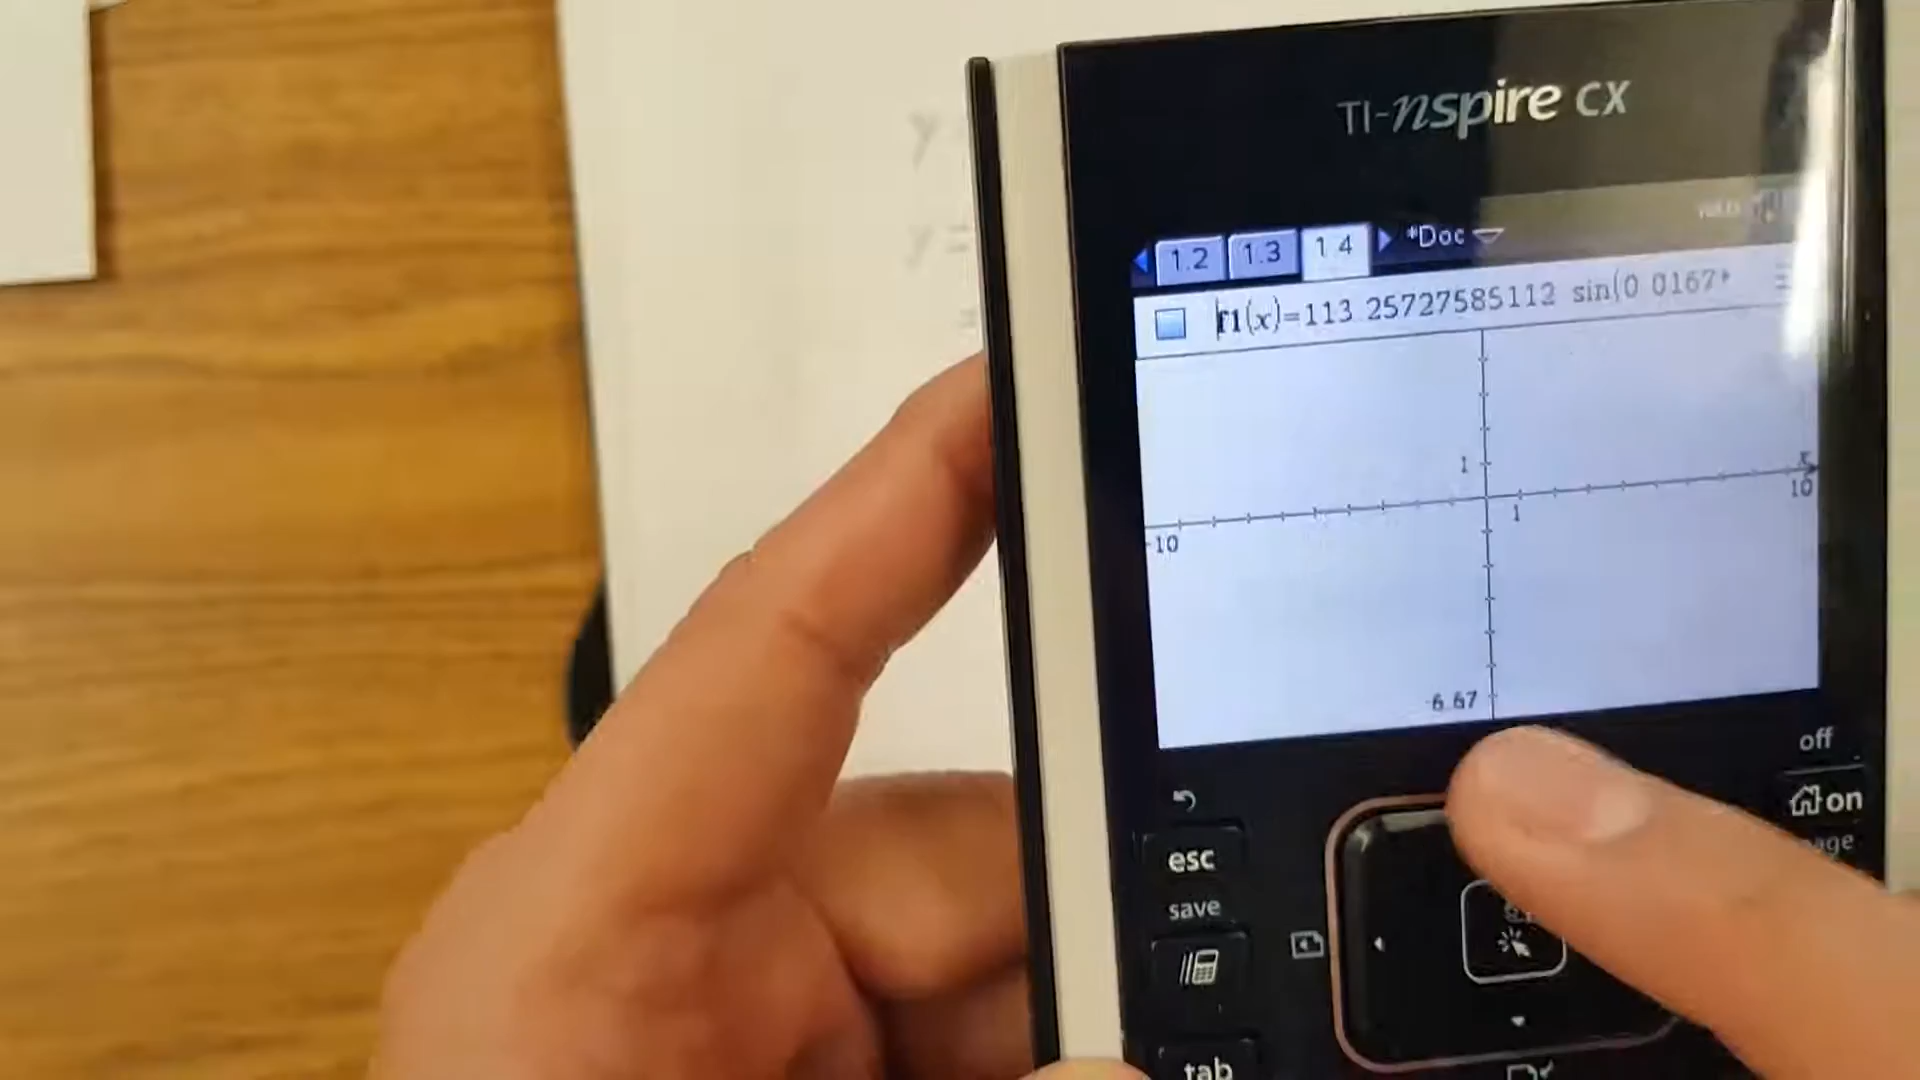 y
y =
=
TI-nspire CX
1.2 1.3 1.4 *Doc
f1(x)=113.25727585112 sin(0.0167
1
x
10
1
-10
-6.67
off
on
esc
page
save
tab